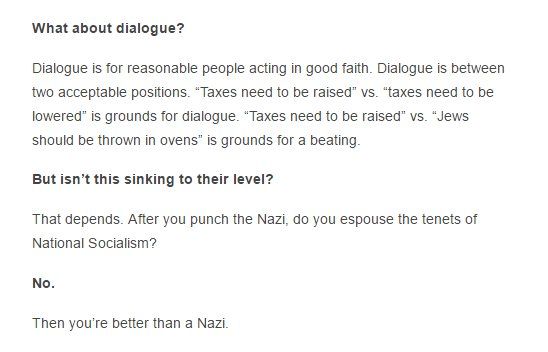 What about dialogue?
Dialogue is for reasonable people acting in good faith. Dialogue is between
two acceptable positions. “Taxes need to be raised” vs. “taxes need to be
lowered” is grounds for dialogue. “Taxes need to be raised” vs. “Jews
should be thrown in ovens” is grounds for a beating.
But isn’t this sinking to their level?
That depends. After you punch the Nazi, do you espouse the tenets of
National Socialism?
No.
Then you’re better than a Nazi.